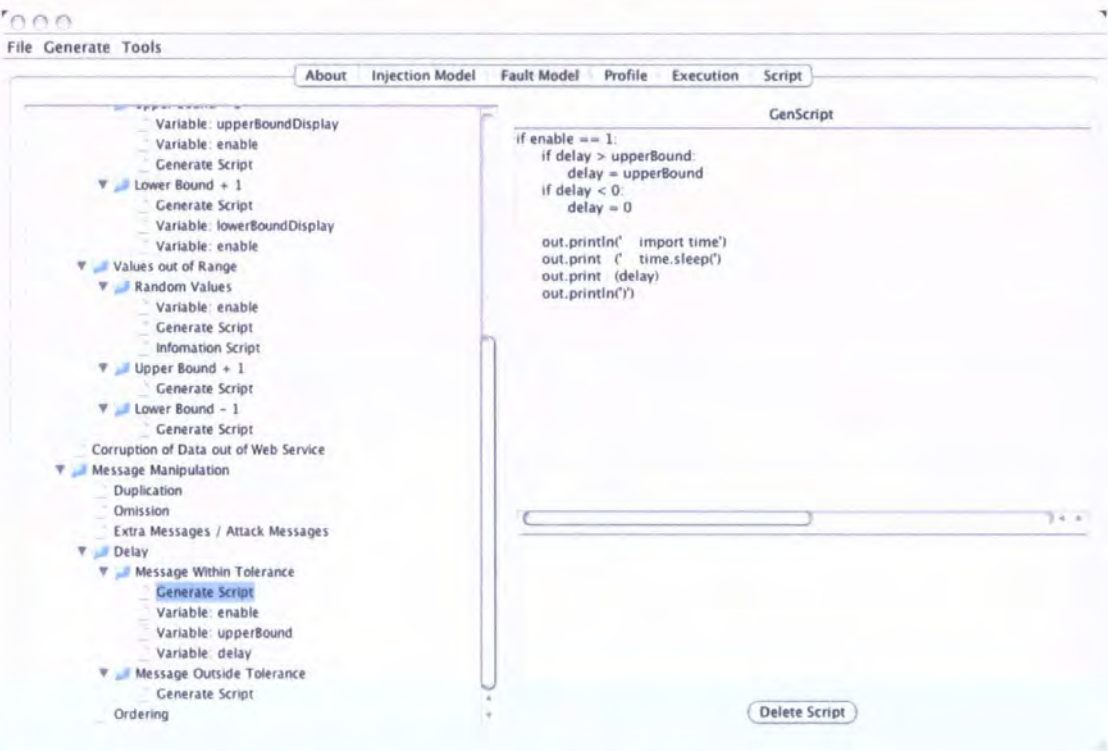 File Generate Tools
About Injection Model Fault Model Profile Execution Script
Variable: upperBoundDisplay
Variable: enable
Generate Script
Lower Bound + 1
Generate Script
Variable: lowerBoundDisplay
Variable: enable
Values out of Range
Random Values
Variable: enable
Generate Script
Infomation Script
Upper Bound + 1
Generate Script
Lower Bound - 1
Generate Script
Corruption of Data out of Web Service
Message Manipulation
Duplication
Omission
Extra Messages / Attack Messages
Delay
Message Within Tolerance
Generate Script
Variable: enable
Variable: upperBound
Variable: delay
Message Outside Tolerance
Generate Script
Ordering
GenScript
if enable == 1:
if delay > upperBound:
delay = upperBound
if delay < 0:
delay = 0
out.println('    import time')
out.print  ('    time.sleep(')
out.print  (delay)
out.println(')')
Delete Script